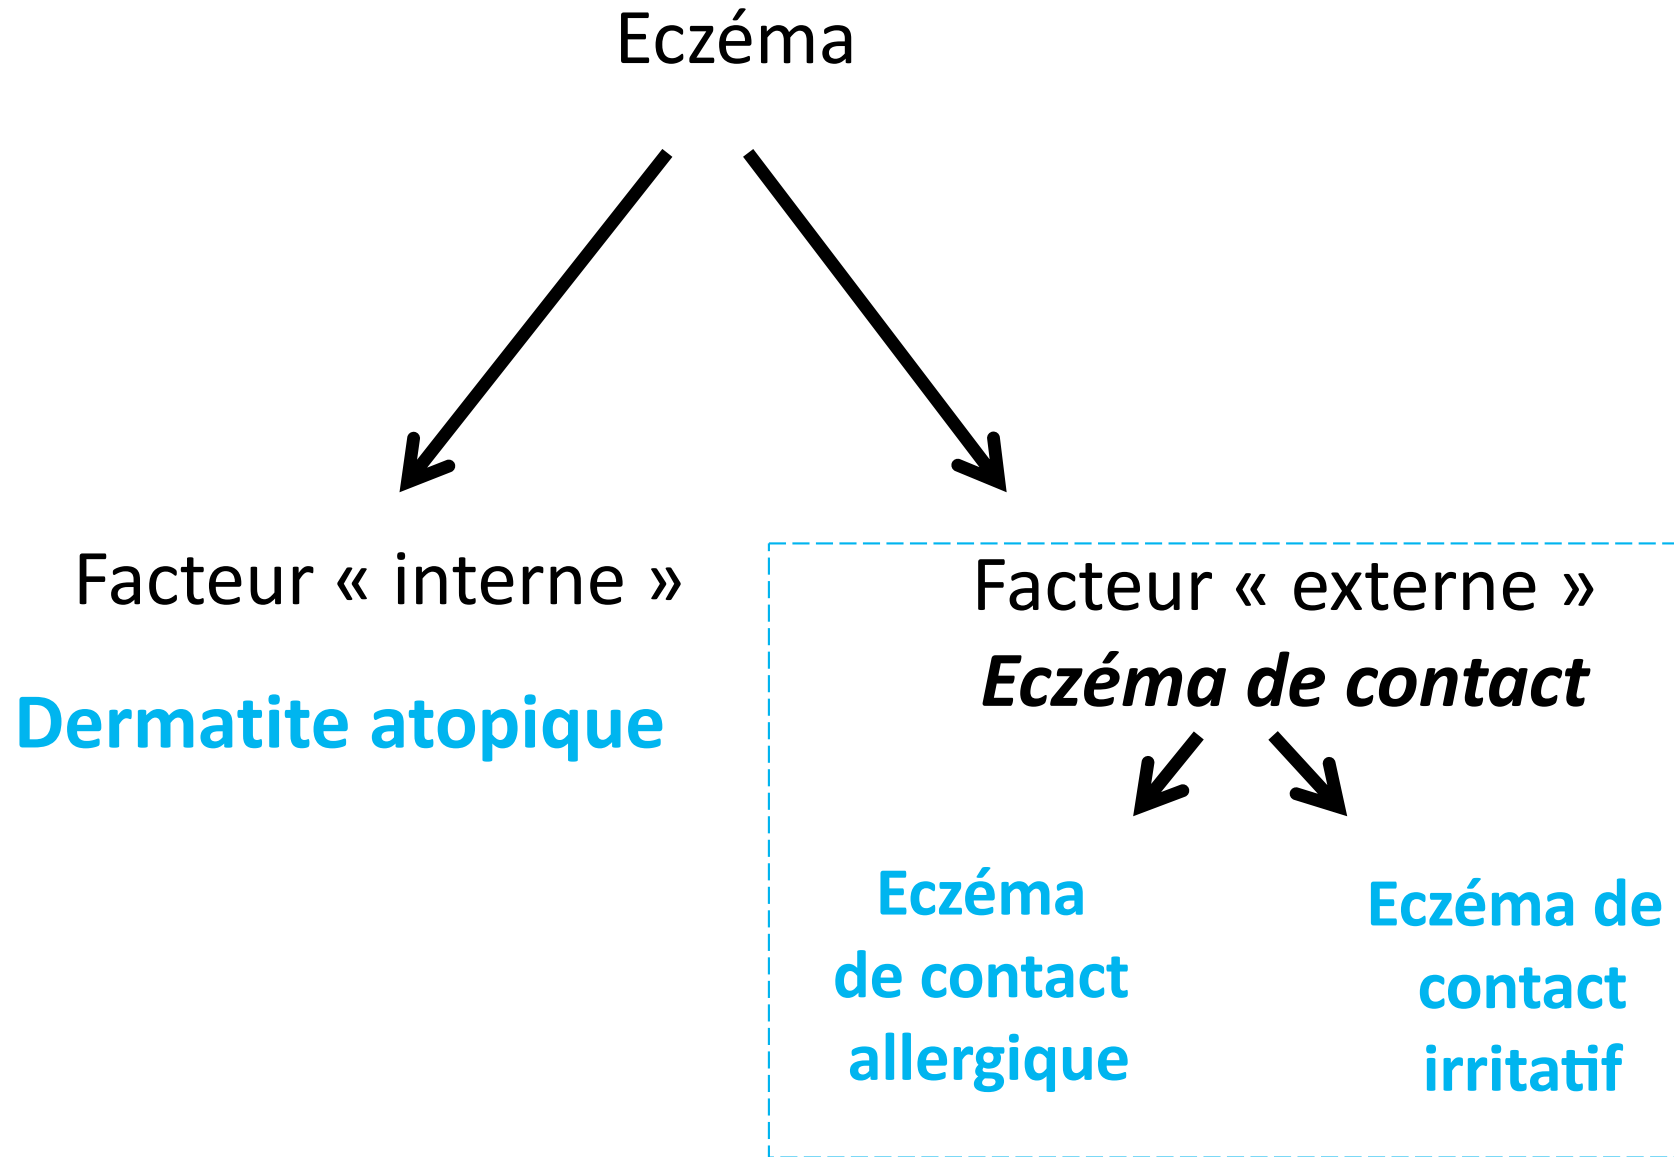 Eczéma
Facteur « interne »
Dermatite atopique
Facteur « externe »
Eczéma de contact
Eczéma
de contact
allergique
Eczéma de
contact
irritatif